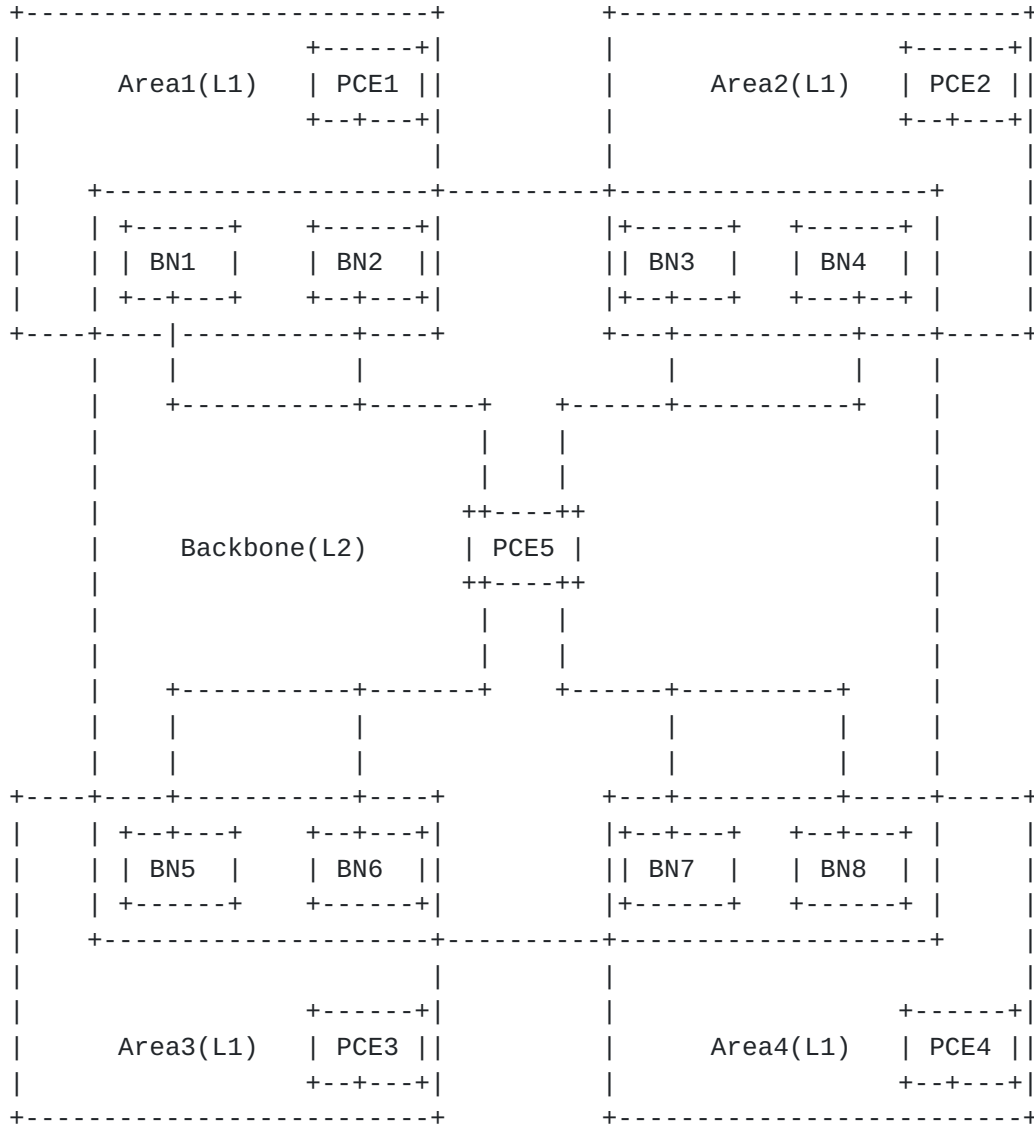 Area1(L1) PCE1 Area2(L1) PCE2
BN1 BN2 BN3 BN4
Backbone(L2) PCE5
BN5 BN6 BN7 BN8
Area3(L1) PCE3 Area4(L1) PCE4